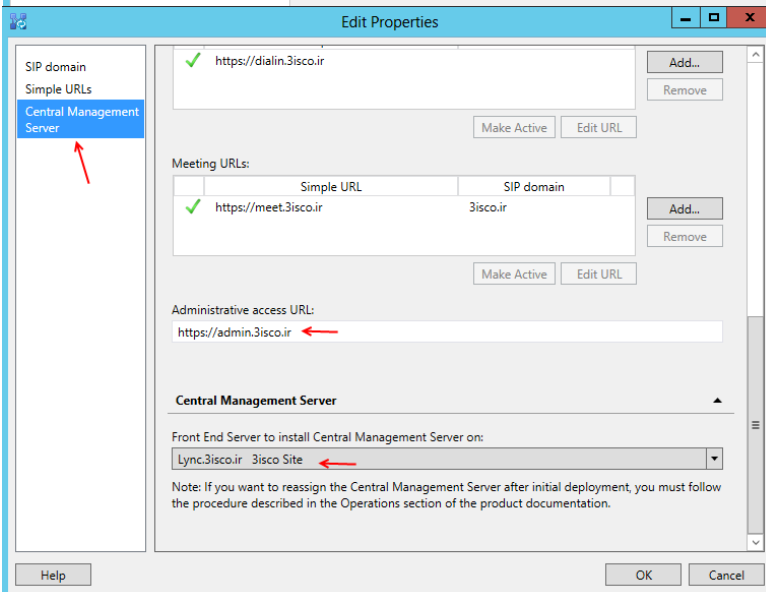 Edit Properties
SIP domain
Simple URLs
Central Management
Server
https://dialin.3isco.ir
Add...
Remove
Make Active
Edit URL
Meeting URLs:
Simple URL
SIP domain
https://meet.3isco.ir
3isco.ir
Add...
Remove
Make Active
Edit URL
Administrative access URL:
https://admin.3isco.ir
Central Management Server
Front End Server to install Central Management Server on:
Lync.3isco.ir 3isco Site
Note: If you want to reassign the Central Management Server after initial deployment, you must follow
the procedure described in the Operations section of the product documentation.
Help
OK
Cancel